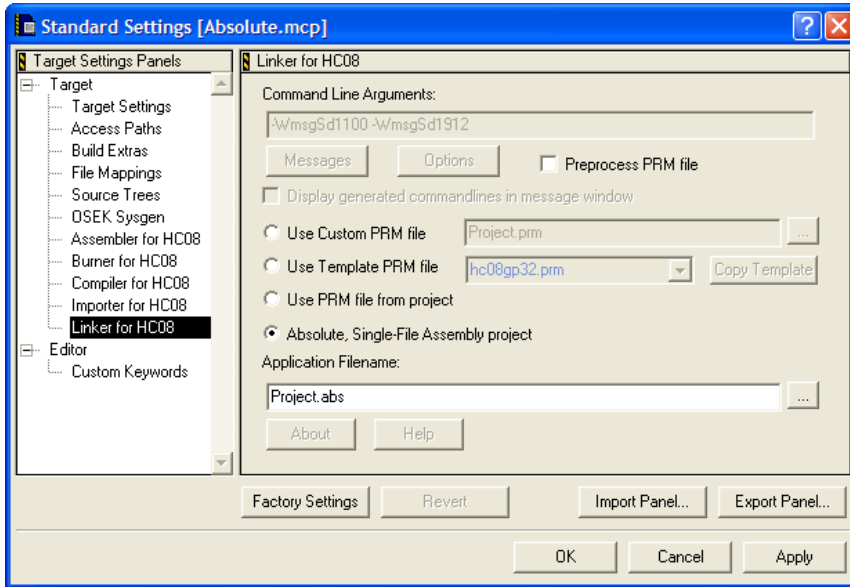 Standard Settings [Absolute.mcp]
Target Settings Panels
Target
Target Settings
Access Paths
Build Extras
File Mappings
Source Trees
OSEK Sysgen
Assembler for HC08
Burner for HC08
Compiler for HC08
Importer for HC08
Linker for HC08
Editor
Custom Keywords
Linker for HC08
Command Line Arguments:
-WmsgSd1100 -WmsgSd1912
Messages Options Preprocess PRM file
Display generated commandlines in message window
Use Custom PRM file Project.prm ...
Use Template PRM file hc08gp32.prm Copy Template
Use PRM file from project
Absolute, Single-File Assembly project
Application Filename:
Project.abs ...
About Help
Factory Settings Revert Import Panel... Export Panel...
OK Cancel Apply